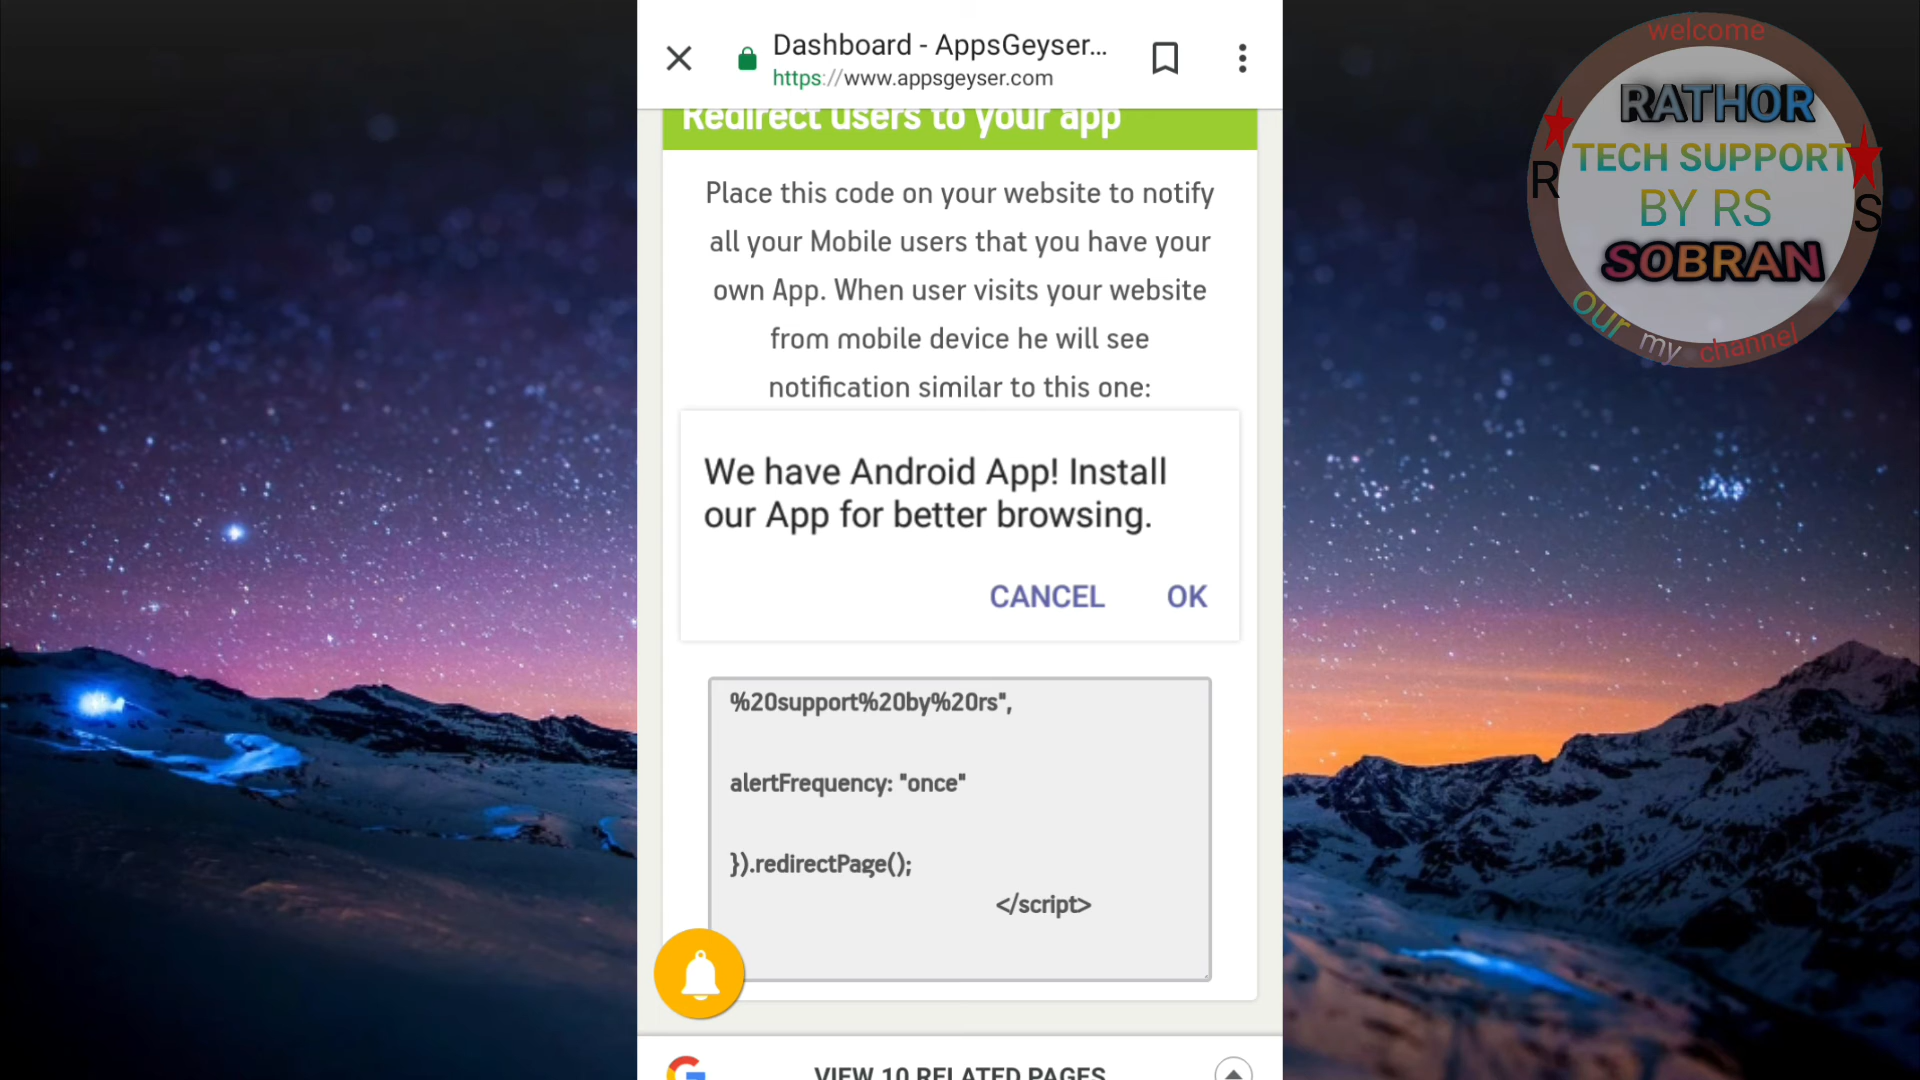 Dashboard - AppsGeyser...
https://www.appsgeyser.com
Redirect users to your app
Place this code on your website to notify
all your Mobile users that you have your
own App. When user visits your website
from mobile device he will see
notification similar to this one:
We have Android App! Install
our App for better browsing.
CANCEL OK
%20support%20by%20rs",
alertFrequency: "once"
}).redirectPage();
</script>
VIEW 10 RELATED PAGES
welcome
RATHOR
TECH SUPPORT
R BY RS S
SOBRAN
our my channel